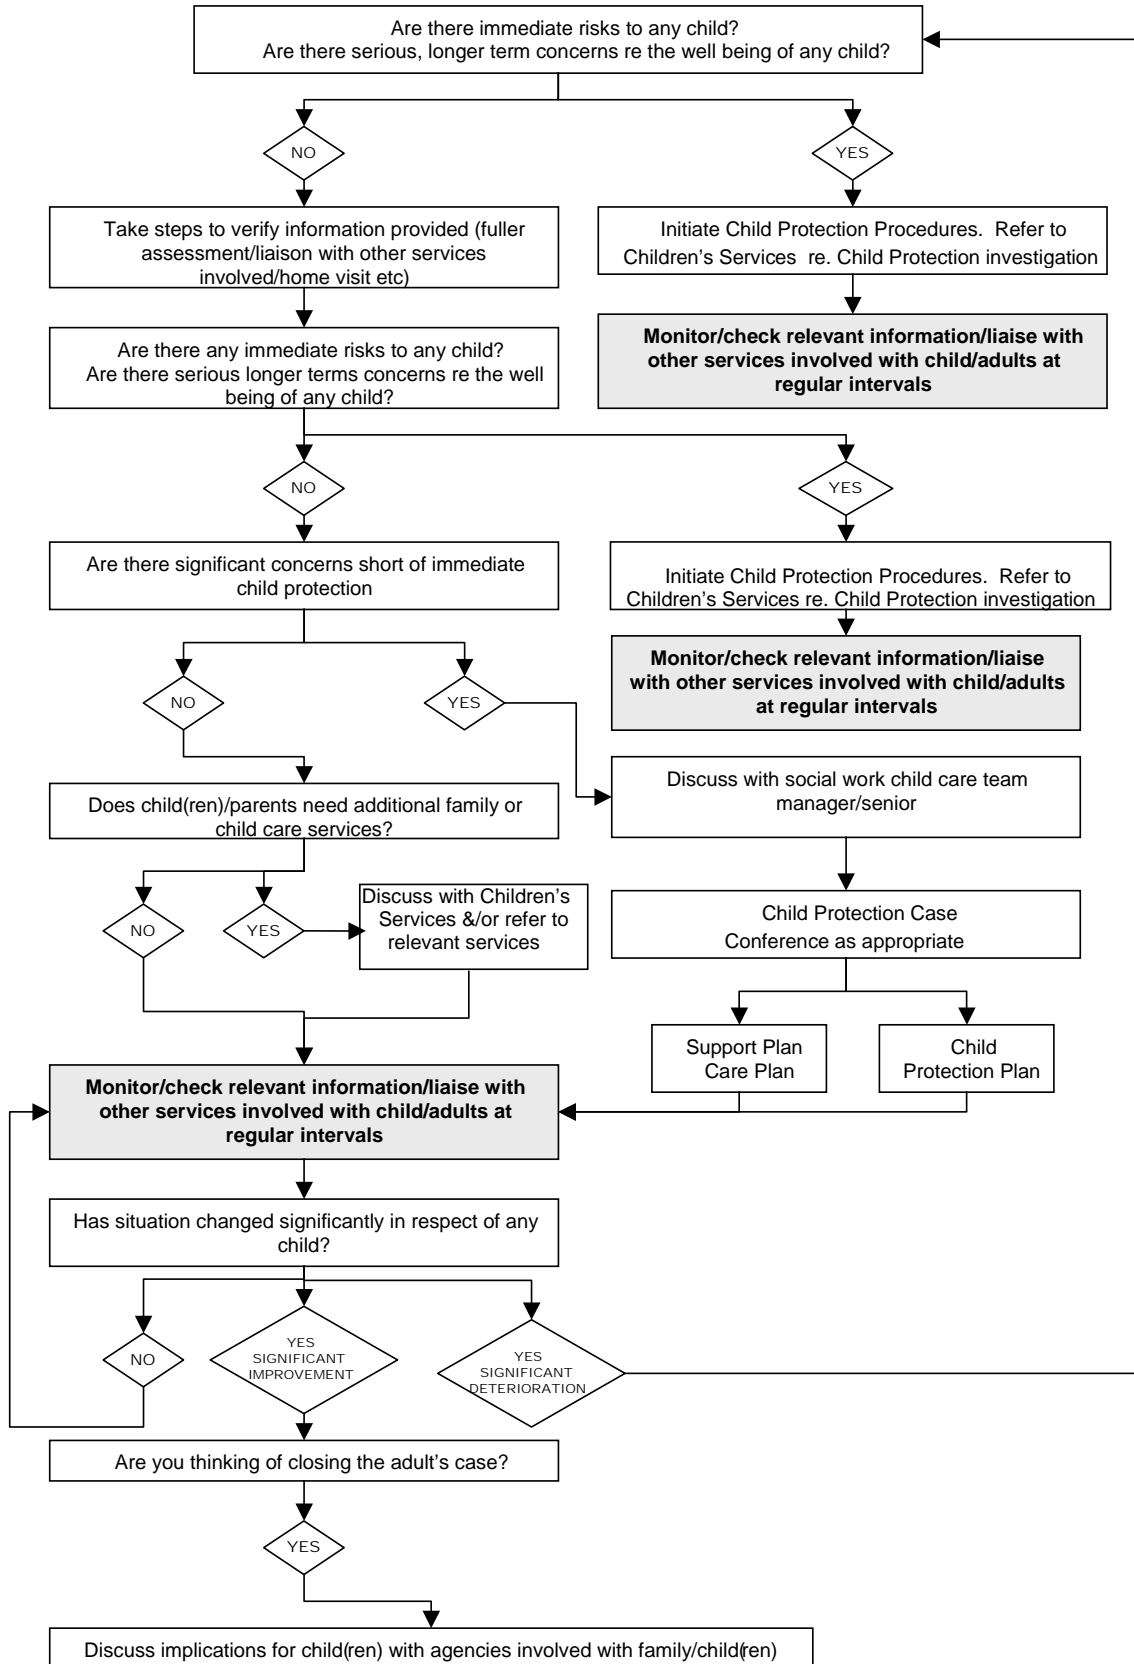 Are there immediate risks to any child?
Are there serious, longer term concerns re the well being of any child?
NO
YES
Take steps to verify information provided (fuller
assessment/liaison with other services
involved/home visit etc)
Initiate Child Protection Procedures. Refer to
Children's Services re. Child Protection investigation
Monitor/check relevant information/liaise with
other services involved with child/adults at
regular intervals
Are there any immediate risks to any child?
Are there serious longer terms concerns re the well
being of any child?
NO
YES
Are there significant concerns short of immediate
child protection
Initiate Child Protection Procedures. Refer to
Children's Services re. Child Protection investigation
Monitor/check relevant information/liaise
with other services involved with child/adults
at regular intervals
NO
YES
Discuss with social work child care team
manager/senior
Does child(ren)/parents need additional family or
child care services?
NO
YES
Discuss with Children's
Services &/or refer to
relevant services
Child Protection Case
Conference as appropriate
Support Plan
Care Plan
Child
Protection Plan
Monitor/check relevant information/liaise with
other services involved with child/adults at
regular intervals
Has situation changed significantly in respect of any
child?
NO
YES
SIGNIFICANT
IMPROVEMENT
YES
SIGNIFICANT
DETERIORATION
Are you thinking of closing the adult's case?
YES
Discuss implications for child(ren) with agencies involved with family/child(ren)